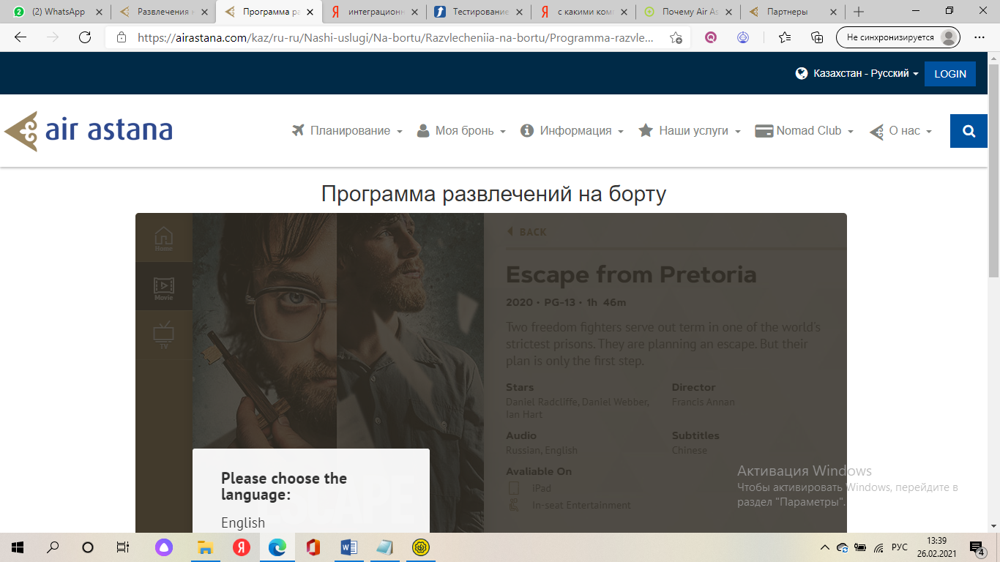 (2) WhatsApp
Развлечения н
Программа ра
интеграционн
Тестирование
с какими ком
Почему Air As
Партнеры
https://airastana.com/kaz/ru-ru/Nashi-uslugi/Na-bortu/Razvlecheniia-na-bortu/Programma-razvle...
Не синхронизируется
Казахстан - Русский
LOGIN
air astana
Планирование
Моя бронь
Информация
Наши услуги
Nomad Club
О нас
Программа развлечений на борту
Home
Movie
TV
BACK
Escape from Pretoria
2020 • PG-13 • 1h 46m
Two freedom fighters serve out term in one of the world's
strictest prisons. They are planning an escape. But their
plan is only the first step.
Stars
Daniel Radcliffe, Daniel Webber,
Ian Hart
Director
Francis Annan
Audio
Russian, English
Subtitles
Chinese
Avaliable On
iPad
In-seat Entertainment
Please choose the
language:
English
Активация Windows
Чтобы активировать Windows, перейдите в
раздел "Параметры".
РУС
13:39
26.02.2021
4